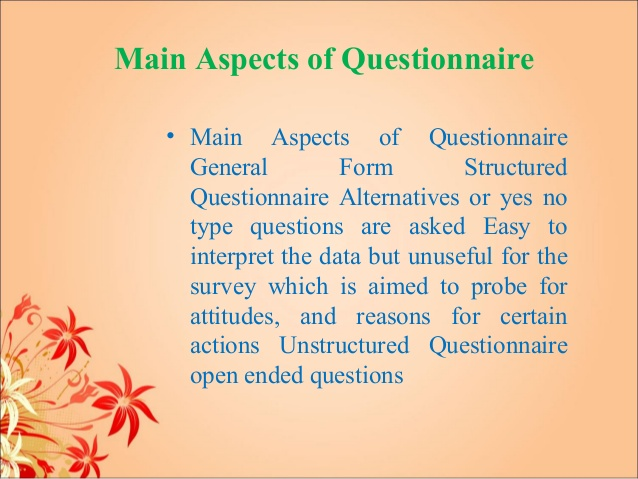 Main Aspects of Questionnaire
• Main Aspects of Questionnaire
General Form Structured
Questionnaire Alternatives or yes no
type questions are asked Easy to
interpret the data but unuseful for the
survey which is aimed to probe for
attitudes, and reasons for certain
actions Unstructured Questionnaire
open ended questions